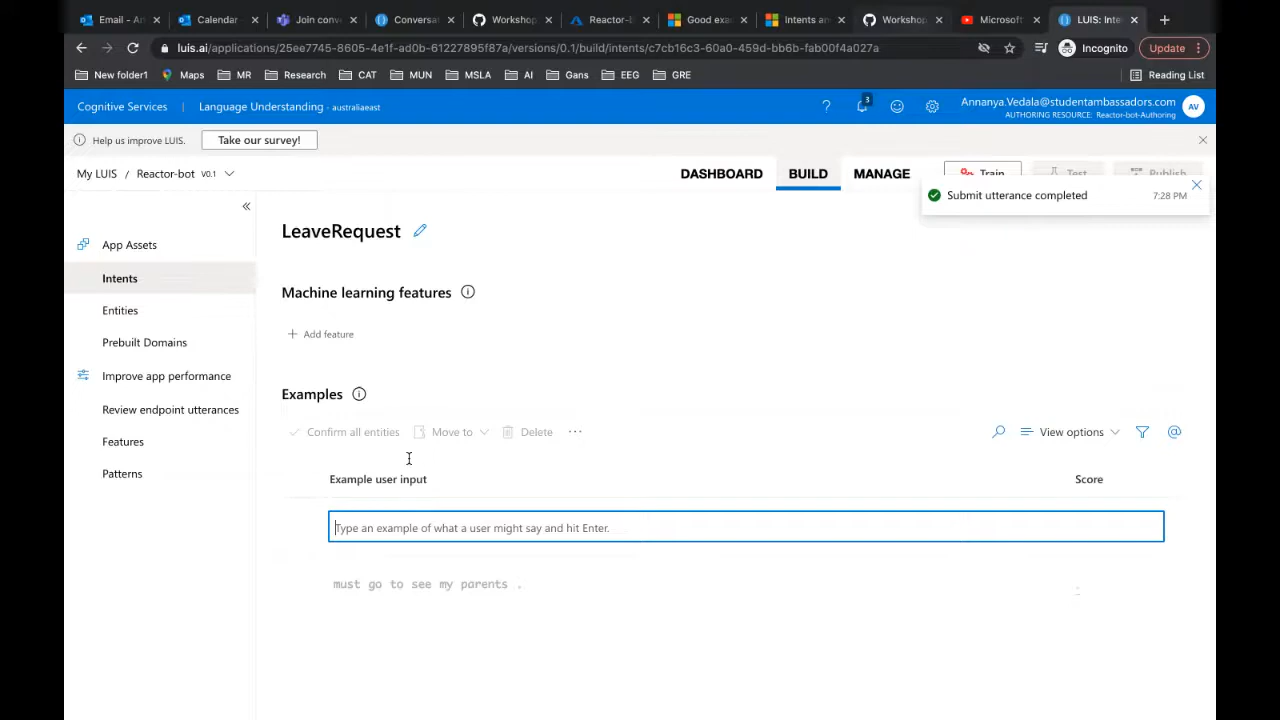 Email - An
Calendar -
Join conve
Conversat
Workshop
Reactor-b
Good exa
Intents an
Workshop
Microsoft
LUIS: Inte
luis.ai/applications/25ee7745-8605-4e1f-ad0b-61227895f87a/versions/0.1/build/intents/c7cb16c3-60a0-459d-bb6b-fab00f4a027a
Incognito
Update
New folder1
Maps
MR
Research
CAT
MUN
MSLA
AI
Gans
EEG
GRE
Reading List
Cognitive Services | Language Understanding - australiaeast
?
3
Annanya.Vedala@studentambassadors.com
AUTHORING RESOURCE: Reactor-bot-Authoring
AV
Help us improve LUIS.
Take our survey!
My LUIS / Reactor-bot V0.1
DASHBOARD
BUILD
MANAGE
Train
Test
Publish
Submit utterance completed
7:28 PM
App Assets
Intents
Entities
Prebuilt Domains
Improve app performance
Review endpoint utterances
Features
Patterns
LeaveRequest
Machine learning features
+ Add feature
Examples
Confirm all entities
Move to
Delete
...
View options
@
Example user input
Score
Type an example of what a user might say and hit Enter.
must go to see my parents .
-